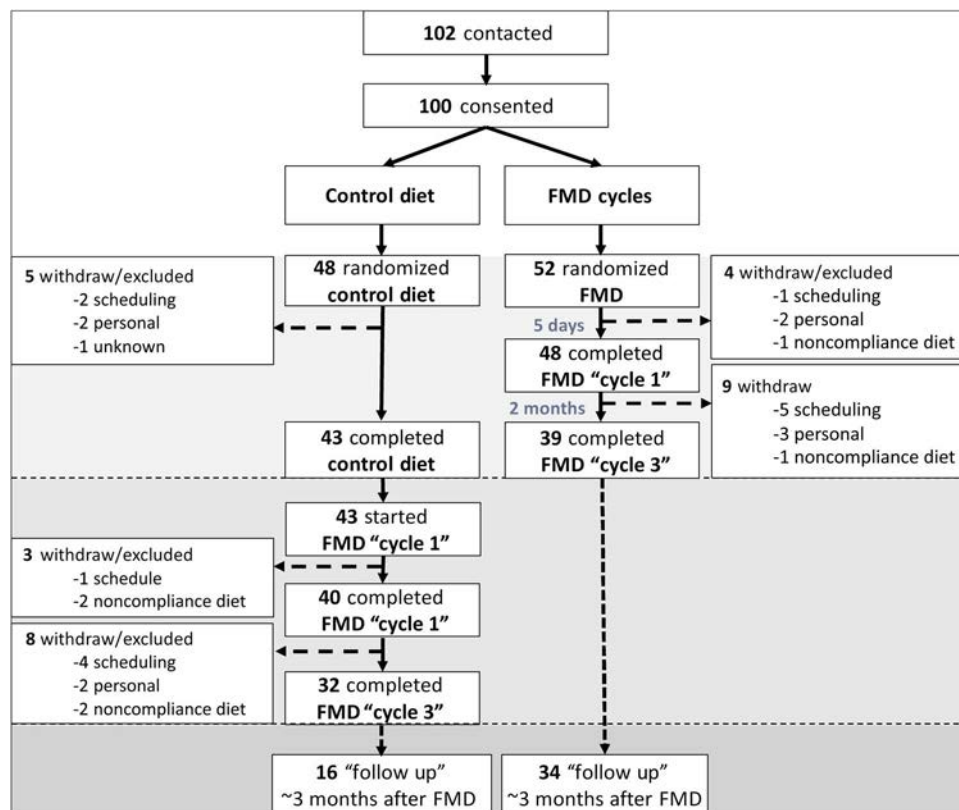 102 contacted
100 consented
Control diet
FMD cycles
5 withdraw/excluded
-2 scheduling
-2 personal
-1 unknown
48 randomized
control diet
52 randomized
FMD
4 withdraw/excluded
-1 scheduling
-2 personal
-1 noncompliance diet
5 days
48 completed
FMD “cycle 1”
2 months
9 withdraw
-5 scheduling
-3 personal
-1 noncompliance diet
43 completed
control diet
39 completed
FMD “cycle 3”
43 started
FMD “cycle 1”
3 withdraw/excluded
-1 schedule
-2 noncompliance diet
40 completed
FMD “cycle 1”
8 withdraw/excluded
-4 scheduling
-2 personal
-2 noncompliance diet
32 completed
FMD “cycle 3”
16 “follow up”
~3 months after FMD
34 “follow up”
~3 months after FMD